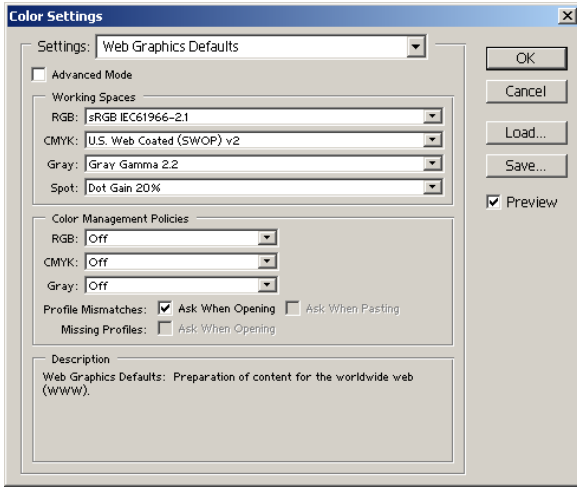 Color Settings
Settings: Web Graphics Defaults
OK
Advanced Mode
Cancel
Working Spaces
RGB: sRGB IEC61966-2.1
CMYK: U.S. Web Coated (SWOP) v2
Load...
Gray: Gray Gamma 2.2
Save...
Spot: Dot Gain 20%
Preview
Color Management Policies
RGB: Off
CMYK: Off
Gray: Off
Profile Mismatches: Ask When Opening Ask When Pasting
Missing Profiles: Ask When Opening
Description
Web Graphics Defaults: Preparation of content for the worldwide web
(WWW).